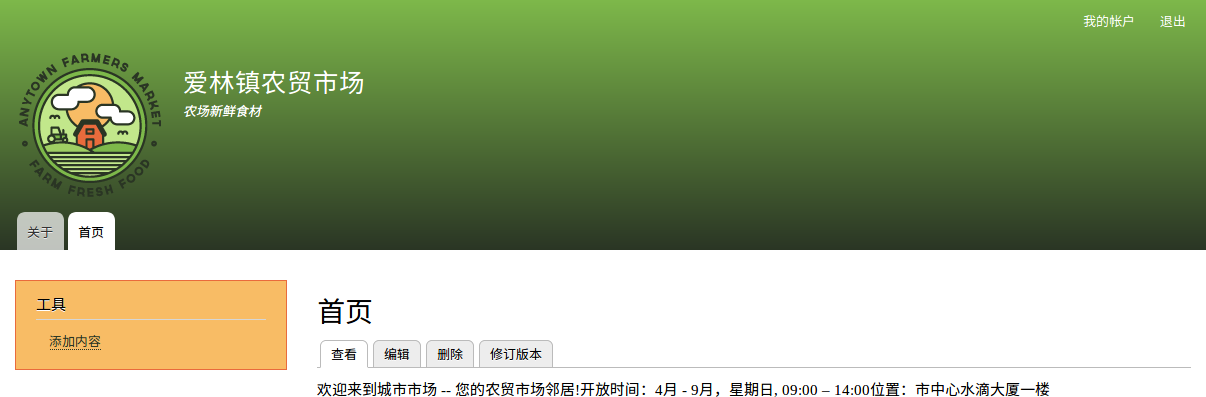 我的帐户 退出
ANYTOWN FARMERS MARKET
FARM FRESH FOOD
爱林镇农贸市场
农场新鲜食材
关于 首页
工具
添加内容
首页
查看 编辑 删除 修订版本
欢迎来到城市市场 -- 您的农贸市场邻居!开放时间：4月 - 9月，星期日, 09:00 – 14:00位置：市中心水滴大厦一楼